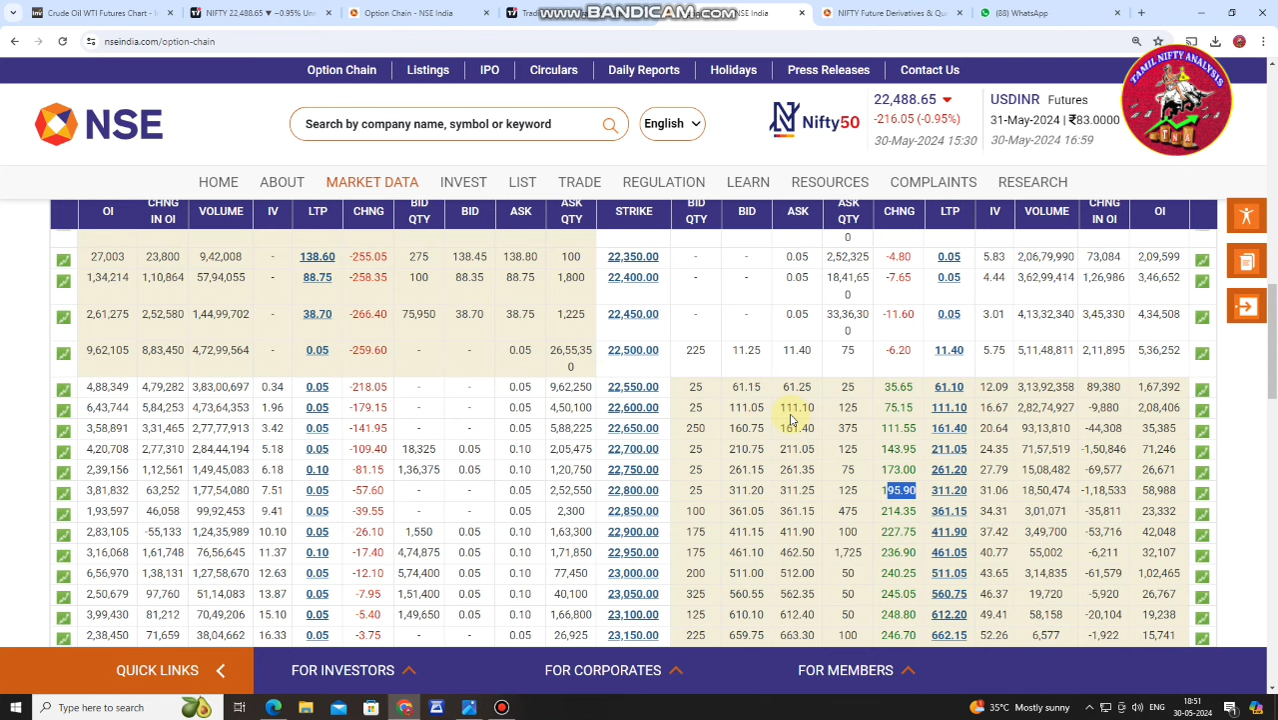 Crude Oil WTI Futu
NIFTY 22,488.65 ▼ −0.95% Unn
Option Chain - NSE
Trad
www.BANDICAM.com
NSE India
NIFTY Futures Derivatives & Qu
(88) WhatsApp
nseindia.com/option-chain
Option Chain
Listings
IPO
Circulars
Daily Reports
Holidays
Press Releases
Contact Us
TAMIL NIFTY ANALYSIS
TNA
NSE
Search by company name, symbol or keyword
English
Nifty50
22,488.65
-216.05 (-0.95%)
30-May-2024 15:30
USDINR Futures
31-May-2024 | ₹83.0000
30-May-2024 16:59
HOME ABOUT MARKET DATA INVEST LIST TRADE REGULATION LEARN RESOURCES COMPLAINTS RESEARCH
OI CHNG IN OI VOLUME IV LTP CHNG BID QTY BID ASK ASK QTY STRIKE BID QTY BID ASK ASK QTY CHNG LTP IV VOLUME CHNG IN OI OI
0
27,003 23,800 9,42,008 - 138.60 -255.05 275 138.45 138.80 100 22,350.00 - - 0.05 2,52,325 -4.80 0.05 5.83 2,06,79,990 73,084 2,09,599
1,34,214 1,10,864 57,94,055 - 88.75 -258.35 100 88.35 88.75 1,800 22,400.00 - - 0.05 18,41,650 -7.65 0.05 4.44 3,62,99,414 1,26,986 3,46,652
2,61,275 2,52,580 1,44,99,702 - 38.70 -266.40 75,950 38.70 38.75 1,225 22,450.00 - - 0.05 33,36,300 -11.60 0.05 3.01 4,13,32,340 3,45,330 4,34,508
9,62,105 8,83,450 4,72,99,564 - 0.05 -259.60 - - 0.05 26,55,350 22,500.00 225 11.25 11.40 75 -6.20 11.40 5.75 5,11,48,811 2,11,895 5,36,252
4,88,349 4,79,282 3,83,00,697 0.34 0.05 -218.05 - - 0.05 9,62,250 22,550.00 25 61.15 61.25 25 35.65 61.10 12.09 3,13,92,358 89,380 1,67,392
6,43,744 5,84,253 4,73,64,353 1.96 0.05 -179.15 - - 0.05 4,50,100 22,600.00 25 111.05 111.10 125 75.15 111.10 16.67 2,82,74,927 -9,880 2,08,406
3,58,891 3,31,465 2,77,77,913 3.42 0.05 -141.95 - - 0.05 5,88,225 22,650.00 250 160.75 161.40 375 111.55 161.40 20.64 93,13,810 -44,308 35,385
4,20,708 2,77,310 2,84,44,194 5.18 0.05 -109.40 18,325 0.05 0.10 2,05,475 22,700.00 25 210.75 211.05 125 143.95 211.05 24.35 71,57,519 -1,50,846 71,246
2,39,156 1,12,561 1,49,45,083 6.18 0.10 -81.15 1,36,375 0.05 0.10 1,20,750 22,750.00 25 261.15 261.35 75 173.00 261.20 27.79 15,08,482 -69,577 26,671
3,81,832 63,252 1,77,54,080 7.51 0.05 -57.60 - - 0.05 2,52,550 22,800.00 25 311.20 311.25 125 195.90 311.20 31.06 18,50,474 -1,18,533 58,988
1,93,597 46,058 99,92,453 9.41 0.05 -39.55 - - 0.05 2,300 22,850.00 100 361.05 361.15 475 214.35 361.15 34.31 3,01,071 -35,811 23,332
2,83,105 -55,133 1,24,35,989 10.10 0.05 -26.10 1,550 0.05 0.10 1,63,300 22,900.00 175 411.15 411.90 100 227.75 411.90 37.42 3,49,700 -53,716 42,048
3,16,068 1,61,748 76,56,645 11.37 0.10 -17.40 4,74,875 0.05 0.10 1,71,850 22,950.00 175 461.10 462.50 1,725 236.90 461.05 40.77 55,002 -6,211 32,107
6,56,970 1,38,131 1,27,58,670 12.63 0.05 -12.10 5,74,400 0.05 0.10 77,450 23,000.00 200 511.00 512.00 50 240.25 511.05 43.65 3,14,835 -61,579 1,02,465
2,50,679 97,760 51,14,083 13.87 0.05 -7.95 1,51,400 0.05 0.10 40,100 23,050.00 325 560.55 562.35 50 245.05 560.75 46.37 19,720 -5,920 26,767
3,99,430 81,212 70,49,206 15.10 0.05 -5.40 1,49,650 0.05 0.10 1,66,800 23,100.00 125 610.10 612.40 50 248.80 612.20 49.41 58,158 -20,104 19,238
2,38,450 71,659 38,04,662 16.33 0.05 -3.75 - - 0.05 26,925 23,150.00 225 659.75 663.30 100 246.70 662.15 52.26 6,577 -1,922 15,741
QUICK LINKS
FOR INVESTORS
FOR CORPORATES
FOR MEMBERS
Type here to search
35°C Mostly sunny
ENG
18:51
30-05-2024